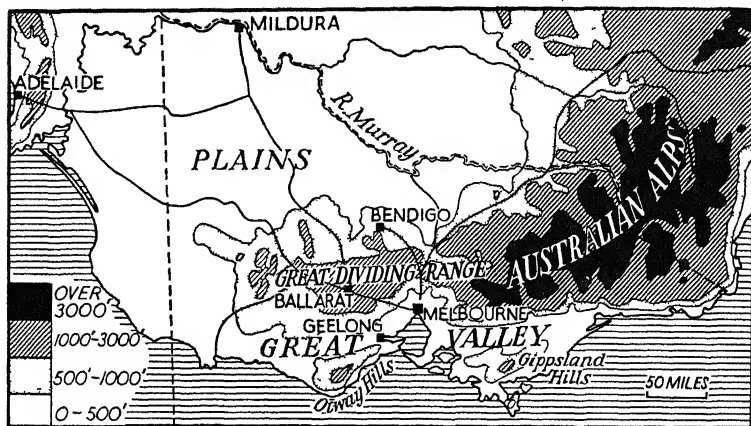 MILDURA
ADELAIDE
R. Murray
PLAINS
BENDIGO
AUSTRALIAN ALPS
GREAT DIVIDING RANGE
BALLARAT
MELBOURNE
GEELONG
GREAT VALLEY
Otway Hills
Gippsland
Hills
50 MILES
OVER
3000'
1000'-3000'
500'-1000'
0-500'